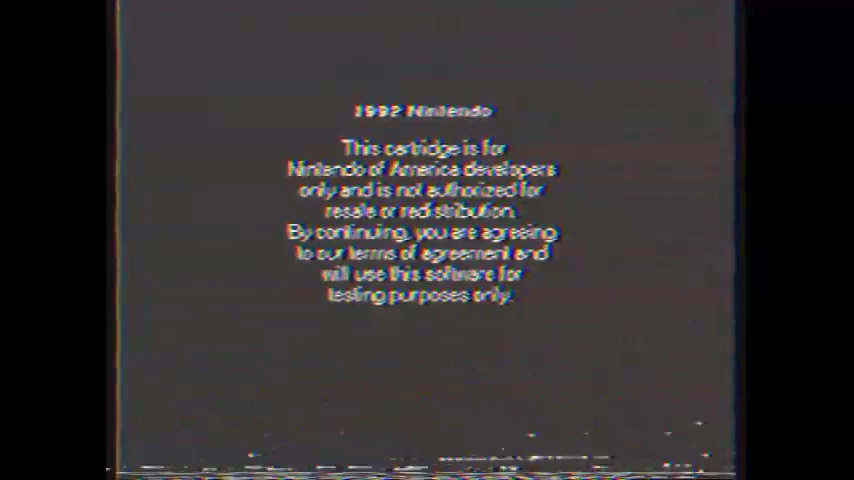 1992 Nintendo
This cartridge is for
Nintendo of America developers
only and is not authorized for
resale or redistribution.
By continuing, you are agreeing
to our terms of agreement and
will use this software for
testing purposes only.